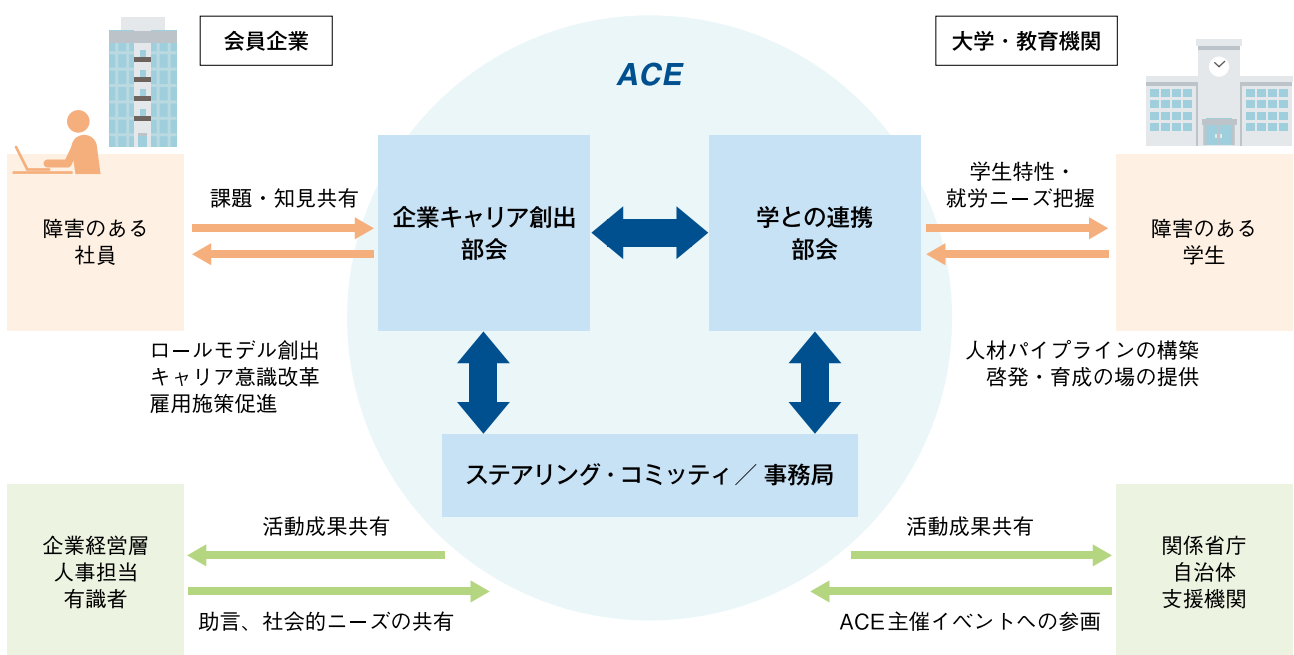 会員企業
大学・教育機関
ACE
障害のある
社員
課題・知見共有
企業キャリア創出
部会
学との連携
部会
学生特性・
就労ニーズ把握
障害のある
学生
ロールモデル創出
キャリア意識改革
雇用施策促進
人材パイプラインの構築
啓発・育成の場の提供
ステアリング・コミッティ／事務局
企業経営層
人事担当
有識者
活動成果共有
助言、社会的ニーズの共有
活動成果共有
ACE主催イベントへの参画
関係省庁
自治体
支援機関